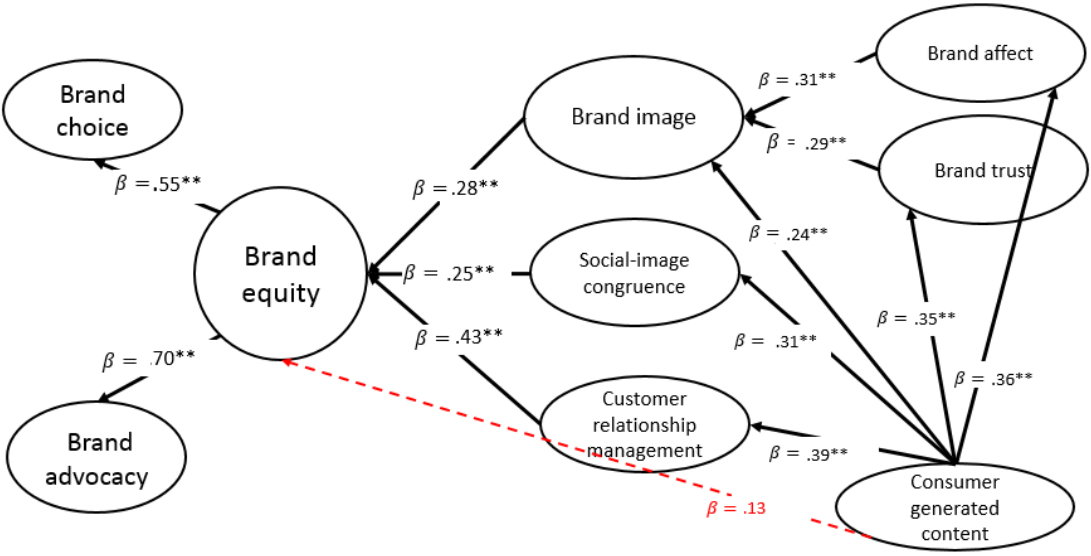 Brand affect
β = .31**
Brand
choice
Brand image
β = .29**
Brand trust
β =.55**
β =.28**
β = .24**
Brand
equity
β = .25**
Social-image
congruence
β = .35**
β = .43**
β = .31**
β = .70**
β = .36**
Customer
relationship
management
Brand
advocacy
β = .39**
Consumer
generated
content
β = .13